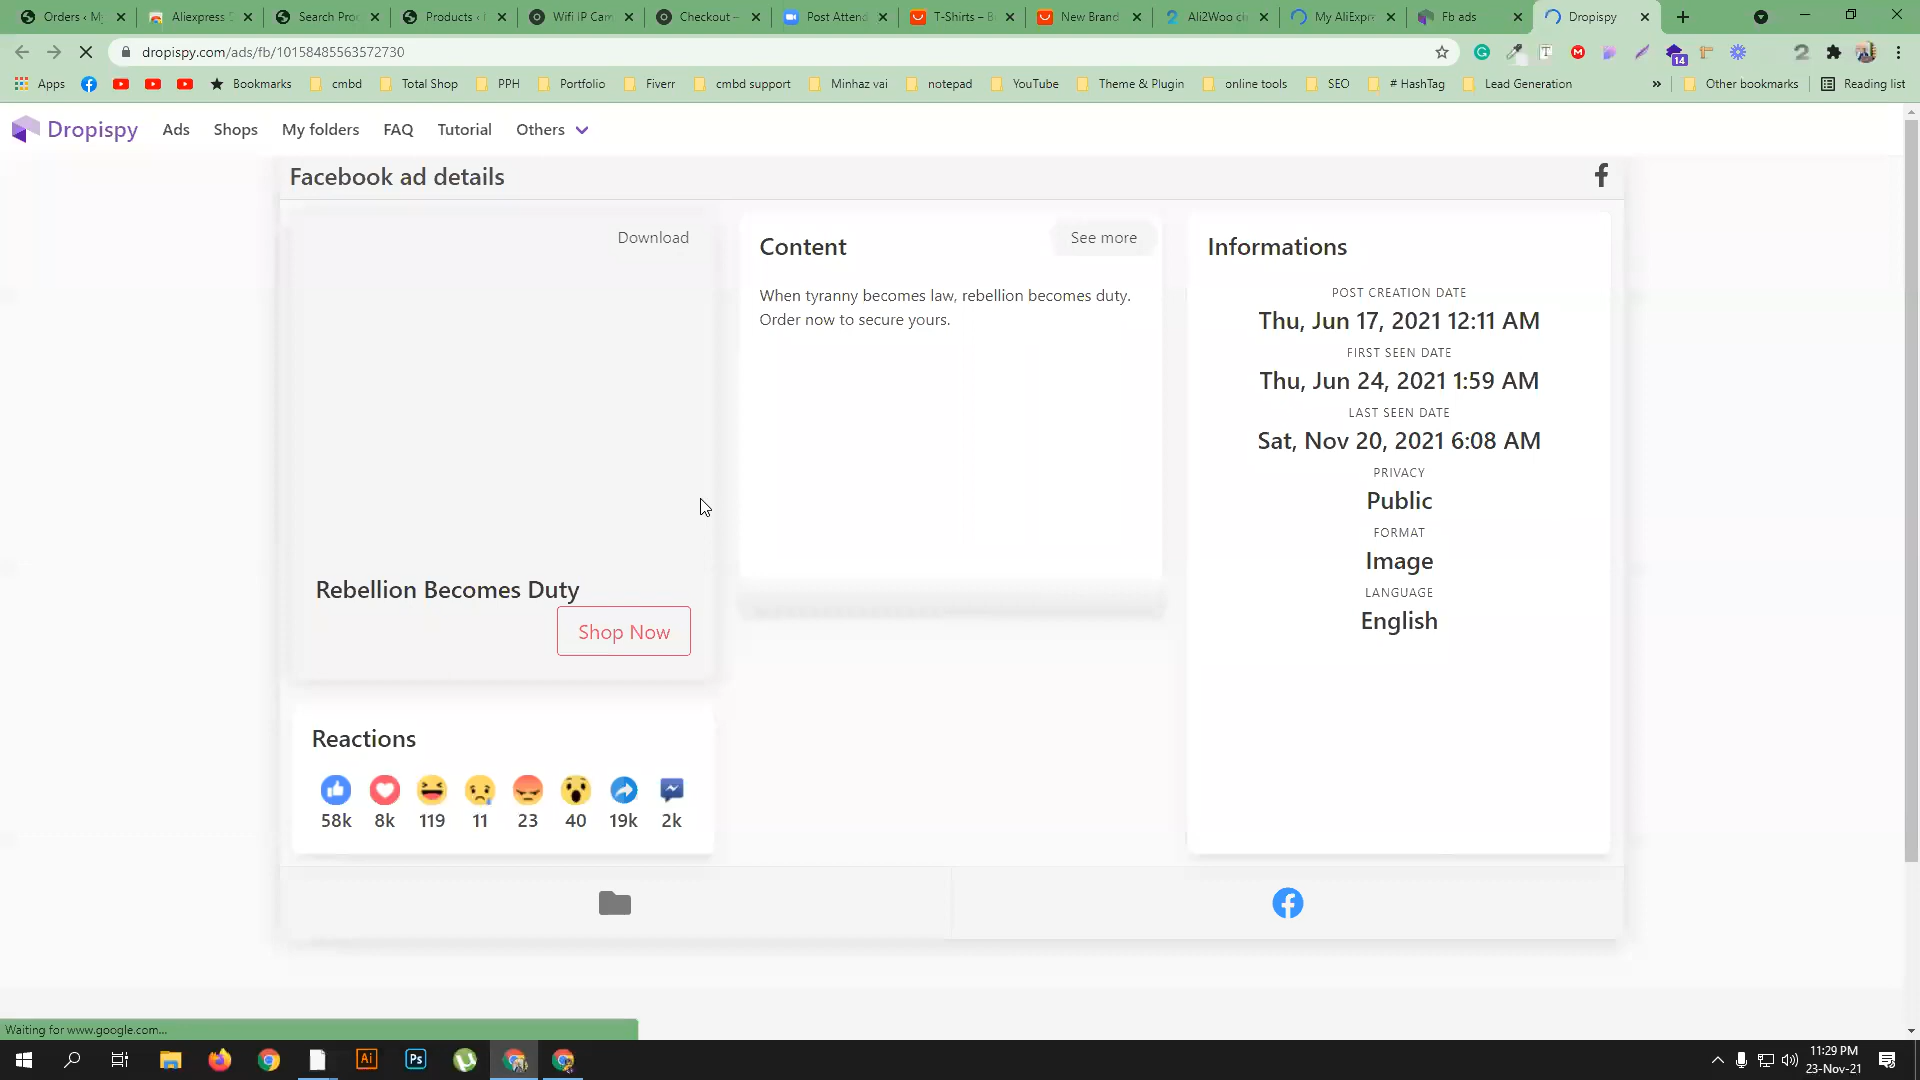 Orders ‹ My
Aliexpress
Search Proc
Products ‹
Wifi IP Cam
Checkout –
Post Attend
T-Shirts – B
New Brand
Ali2Woo ch
My AliExpre
Fb ads
Dropispy
dropispy.com/ads/fb/10158485563572730
14
Apps
Bookmarks
cmbd
Total Shop
PPH
Portfolio
Fiverr
cmbd support
Minhaz vai
notepad
YouTube
Theme & Plugin
online tools
SEO
# HashTag
Lead Generation
»
Other bookmarks
Reading list
Dropispy
Ads
Shops
My folders
FAQ
Tutorial
Others
Facebook ad details
Download
Rebellion Becomes Duty
Shop Now
Reactions
58k 8k 119 11 23 40 19k 2k
Content
See more
When tyranny becomes law, rebellion becomes duty.
Order now to secure yours.
Informations
POST CREATION DATE
Thu, Jun 17, 2021 12:11 AM
FIRST SEEN DATE
Thu, Jun 24, 2021 1:59 AM
LAST SEEN DATE
Sat, Nov 20, 2021 6:08 AM
PRIVACY
Public
FORMAT
Image
LANGUAGE
English
Waiting for www.google.com...
Ai
Ps
11:29 PM
23-Nov-21